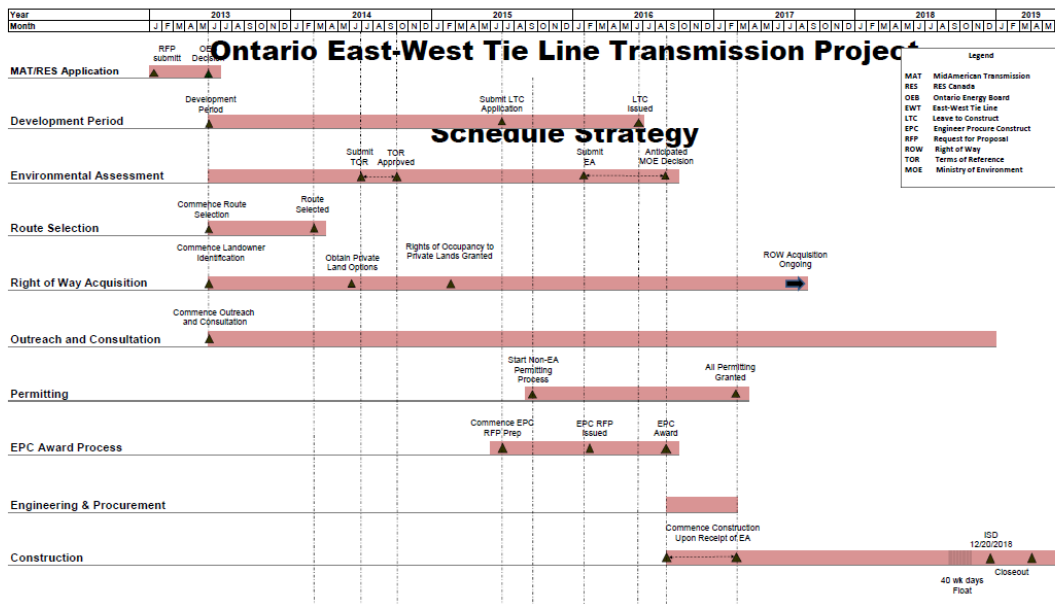 Year 2013 2014 2015 2016 2017 2018 2019
Month J F M A M J J A S O N D J F M A M J J A S O N D J F M A M J J A S O N D J F M A M J J A S O N D J F M A M J J A S O N D J F M A M J J A S O N D J F M A M
Ontario East-West Tie Line Transmission Project
Schedule Strategy
MAT/RES Application
RFP
submitt
OEB
Decision
Development Period
Development
Period
Submit LTC
Application
LTC
Issued
Environmental Assessment
Submit
TOR
TOR
Approved
Submit
EA
Anticipated
MOE Decision
Route Selection
Commence Route
Selection
Route
Selected
Right of Way Acquisition
Commence Landowner
Identification
Obtain Private
Land Options
Rights of Occupancy to
Private Lands Granted
ROW Acquisition
Ongoing
Outreach and Consultation
Commence Outreach
and Consultation
Permitting
Start Non-EA
Permitting
Process
All Permitting
Granted
EPC Award Process
Commence EPC
RFP Prep
EPC RFP
Issued
EPC
Award
Engineering & Procurement
Construction
Commence Construction
Upon Receipt of EA
40 wk days
Float
ISD
12/20/2018
Closeout
Legend
MAT MidAmerican Transmission
RES RES Canada
OEB Ontario Energy Board
EWT East-West Tie Line
LTC Leave to Construct
EPC Engineer Procure Construct
RFP Request for Proposal
ROW Right of Way
TOR Terms of Reference
MOE Ministry of Environment